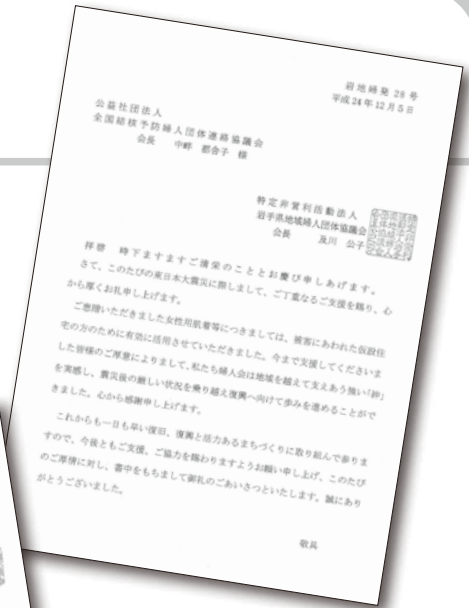 岩地婦発 28 号
平成 24 年 12 月 5 日
公益社団法人
全国結核予防婦人団体連絡協議会
会長 中畔 都舎子 様
特定非営利活動法人
岩手県地域婦人団体協議会
会長 及川 公子
拝啓 時下ますますご清栄のこととお慶び申しあげます。
さて、このたびの東日本大震災に際しまして、ご丁重なるご支援を賜り、心
から厚くお礼申し上げます。
ご恵贈いただきました女性用肌着等につきましては、被害にあわれた仮設住
宅の方のために有効に活用させていただきました。今まで支援してくださいま
した皆様のご厚意によりまして、私たち婦人会は地域を越えて支えあう強い「絆」
を実感し、震災後の厳しい状況を乗り越え復興へ向けて歩みを進めることがで
きました。心から感謝申し上げます。
これからも一日も早い復旧、復興と活力あるまちづくりに取り組んで参りま
すので、今後ともご支援、ご協力を賜わりますようお願い申し上げ、このたび
のご厚情に対し、書中をもちまして御礼のごあいさつといたします。誠にあり
がとうございました。
敬具